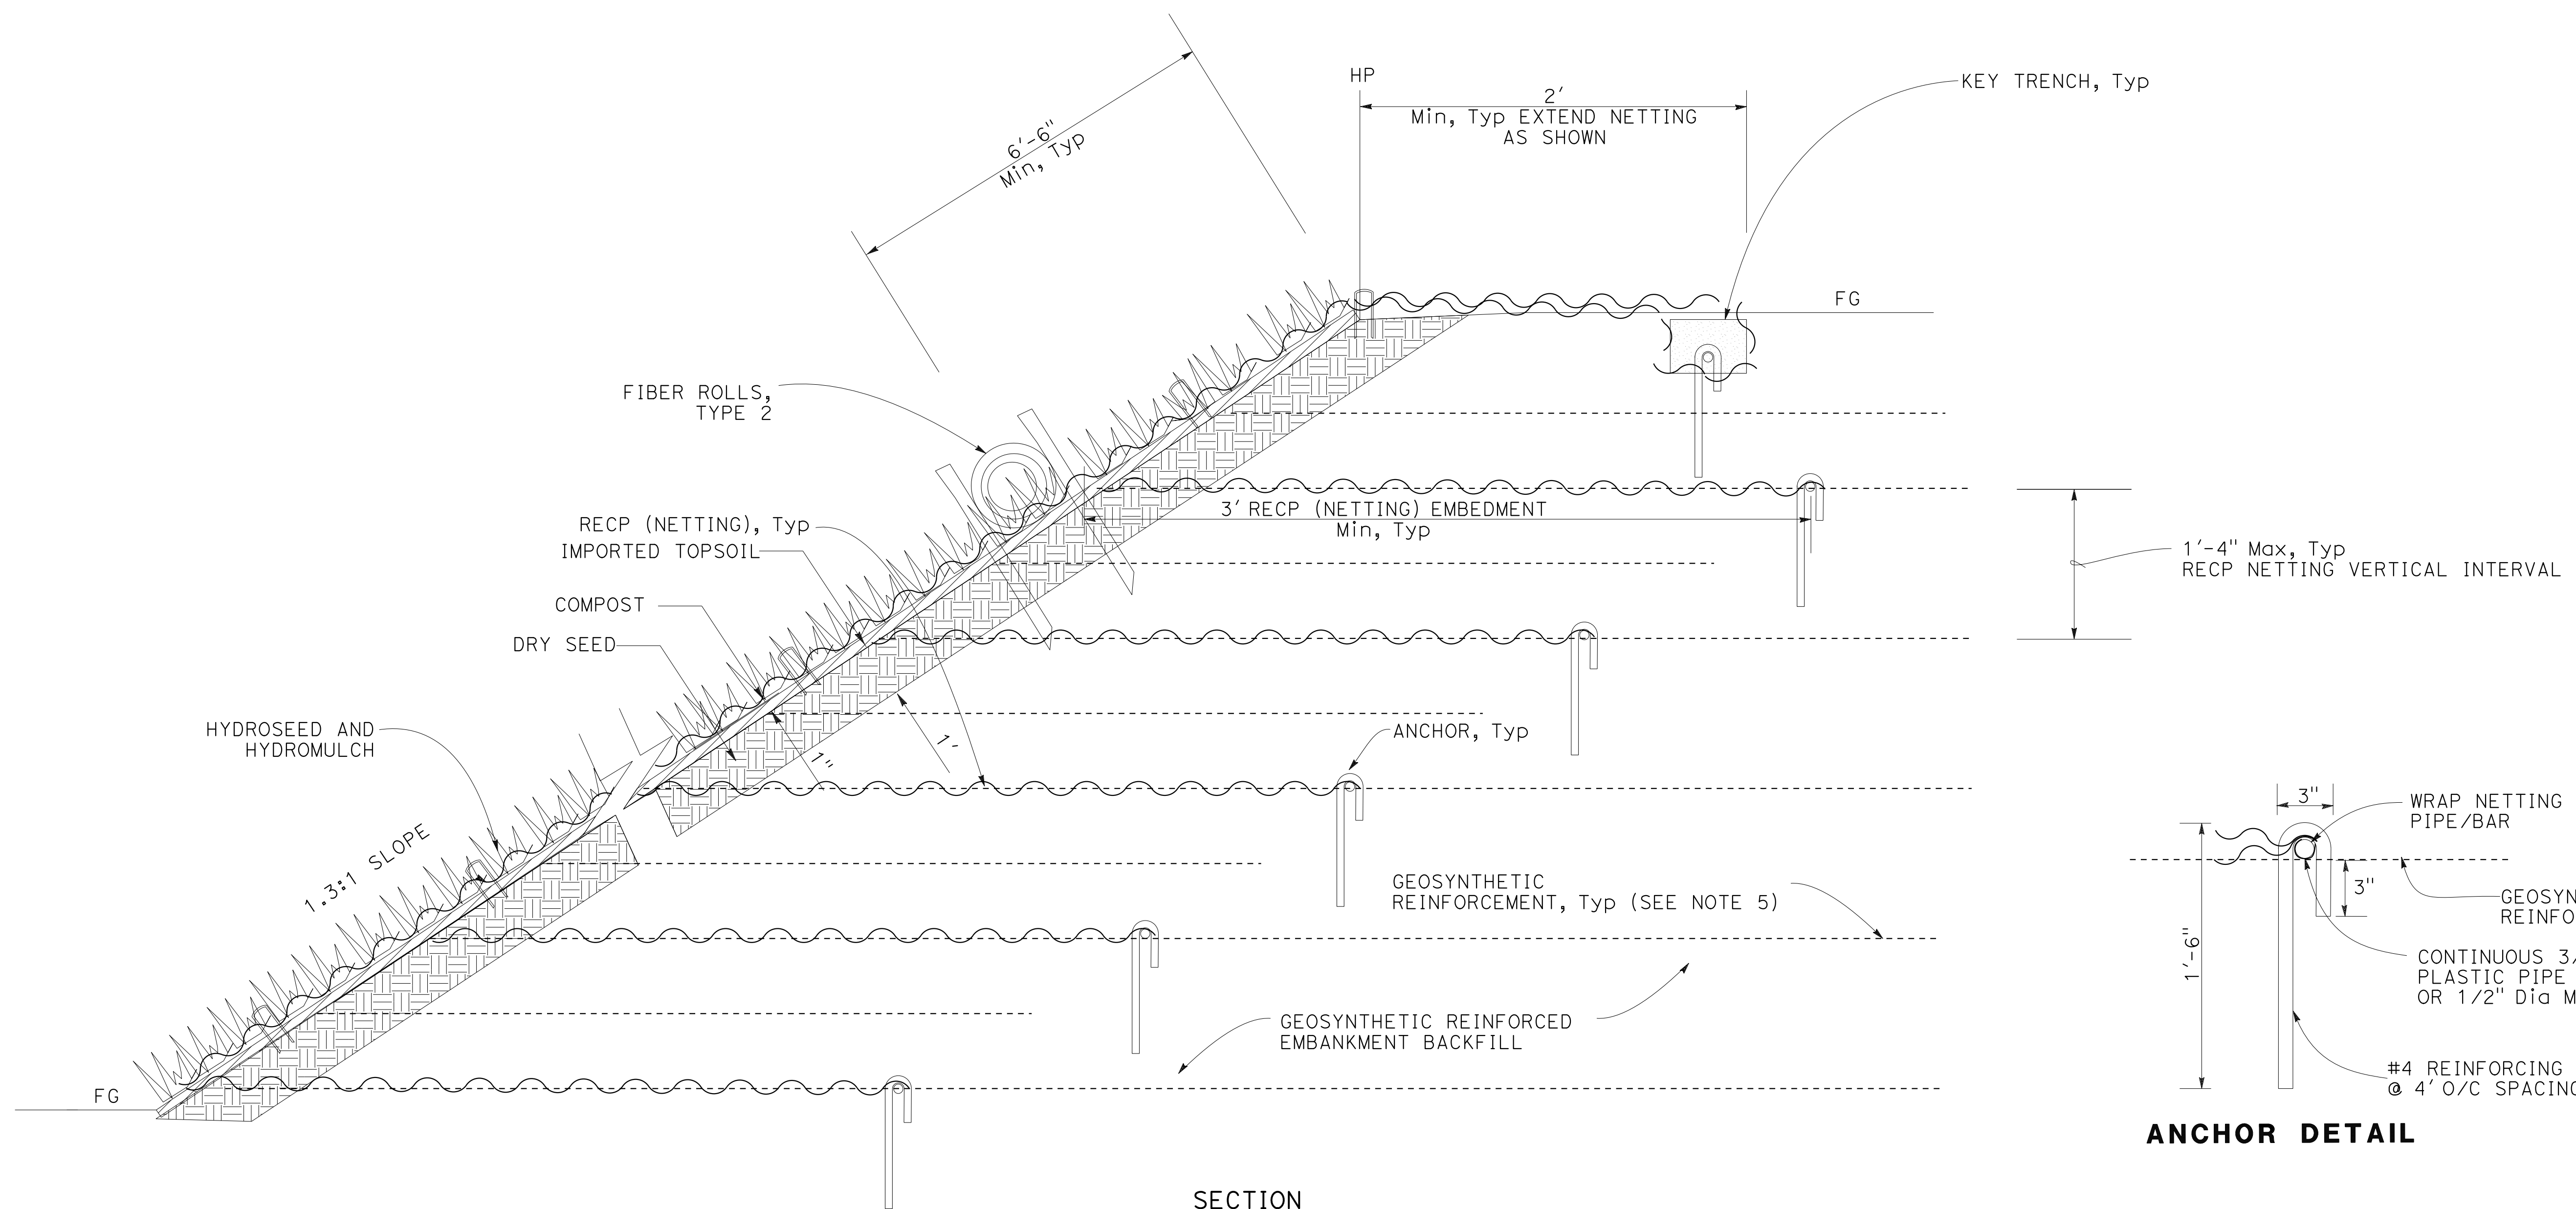 HP
2'
Min, Typ EXTEND NETTING
AS SHOWN
KEY TRENCH, Typ
6'-6"
Min, Typ
FG
FIBER ROLLS,
TYPE 2
3' RECP (NETTING) EMBEDMENT
Min, Typ
RECP (NETTING), Typ
IMPORTED TOPSOIL
1'-4" Max, Typ
RECP NETTING VERTICAL INTERVAL
COMPOST
DRY SEED
HYDROSEED AND
HYDROMULCH
1'
1"
ANCHOR, Typ
1.3:1 SLOPE
GEOSYNTHETIC
REINFORCEMENT, Typ (SEE NOTE 5)
GEOSYNTHETIC REINFORCED
EMBANKMENT BACKFILL
FG
SECTION
3"
WRAP NETTING
PIPE/BAR
3"
GEOSYN
REINFO
1'-6"
CONTINUOUS 3/
PLASTIC PIPE
OR 1/2" Dia M
#4 REINFORCING
@ 4' O/C SPACING
ANCHOR DETAIL